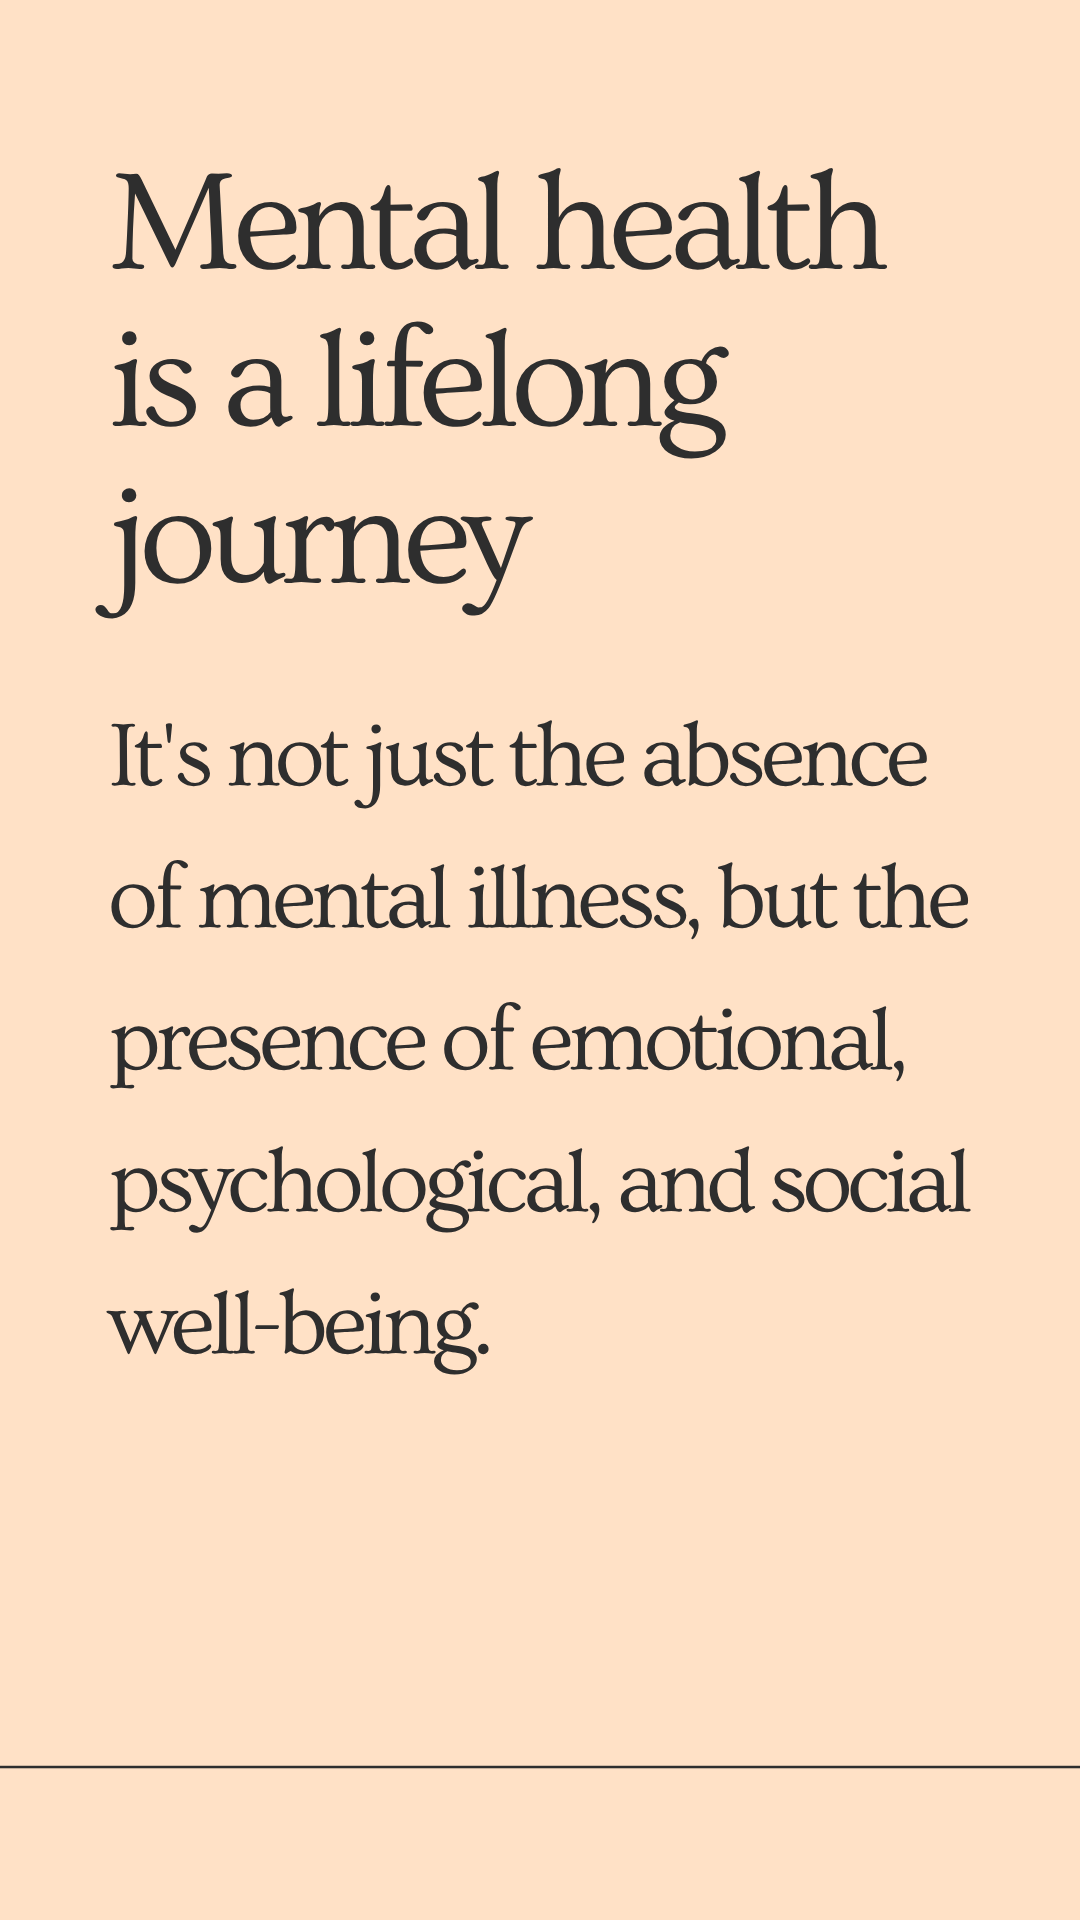 Mental health
is a lifelong
journey
It's not just the absence
of mental illness, but the
presence of emotional,
psychological, and social
well-being.